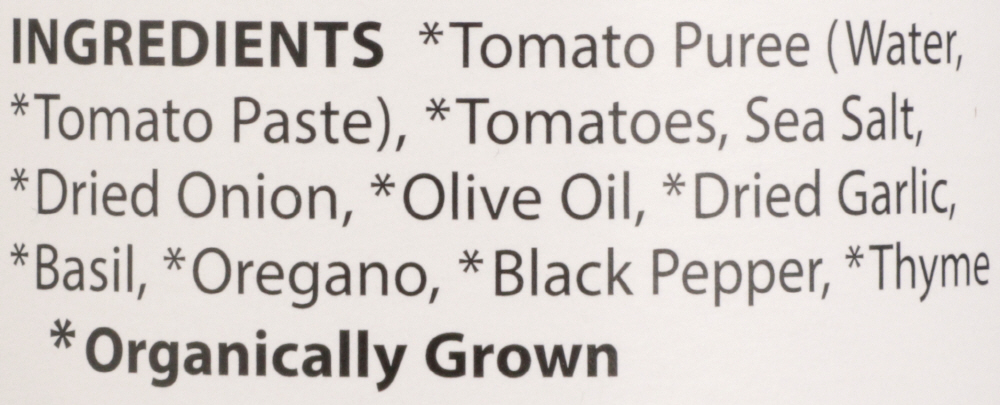 INGREDIENTS *Tomato Puree (Water,
*Tomato Paste), *Tomatoes, Sea Salt,
*Dried Onion, *Olive Oil, *Dried Garlic,
*Basil, *Oregano, *Black Pepper, *Thyme
*Organically Grown